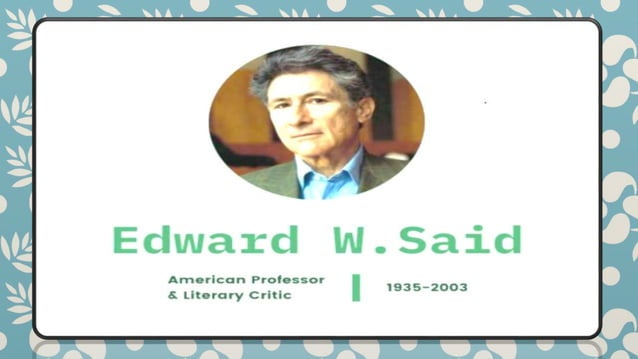 Edward W.Said
American Professor
& Literary Critic
1935-2003